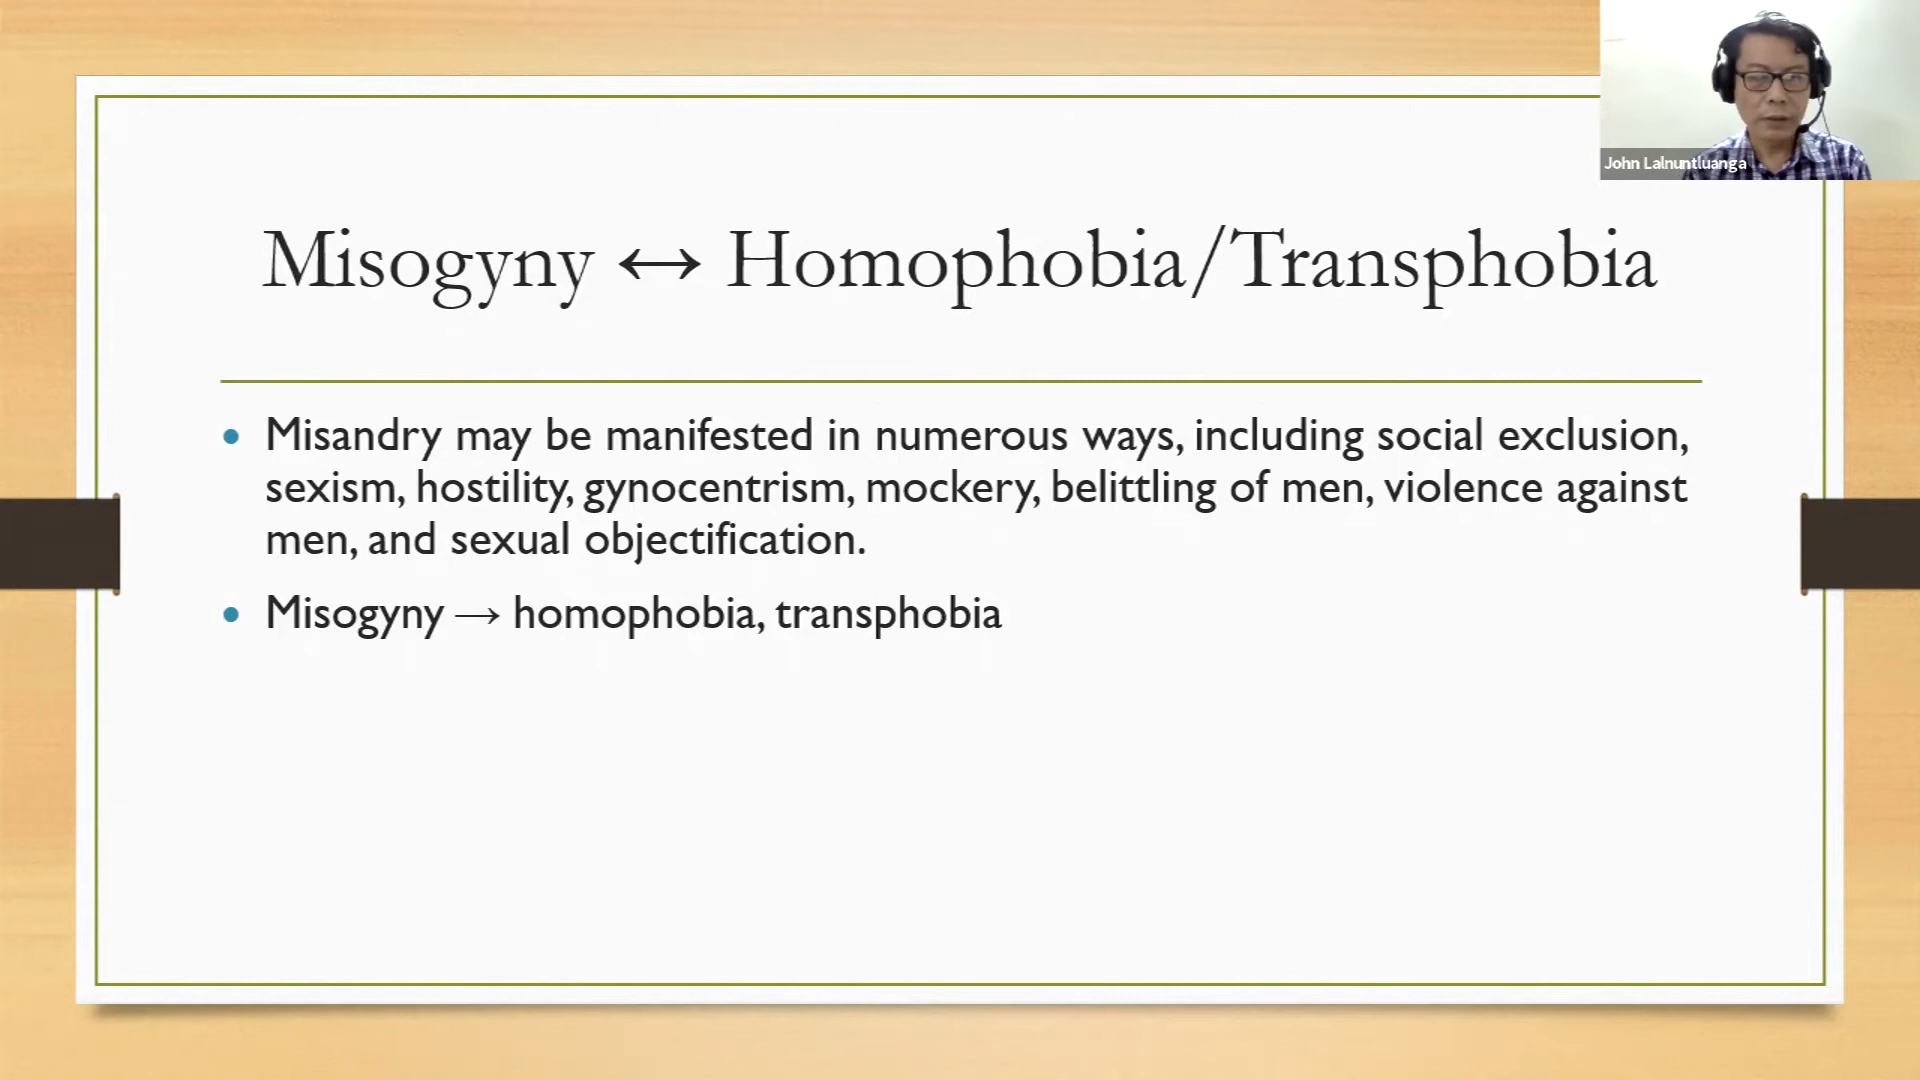 John Lalnuntluanga
Misogyny ↔ Homophobia/Transphobia
• Misandry may be manifested in numerous ways, including social exclusion,
sexism, hostility, gynocentrism, mockery, belittling of men, violence against
men, and sexual objectification.
• Misogyny → homophobia, transphobia